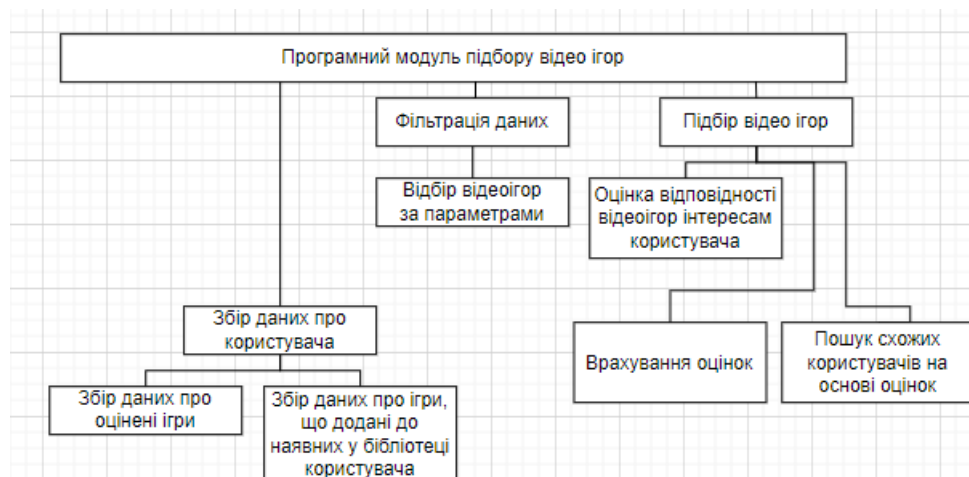 Програмний модуль підбору відео ігор
Фільтрація даних
Підбір відео ігор
Відбір відеоігор
за параметрами
Оцінка відповідності
відеоігор інтересам
користувача
Збір даних про
користувача
Врахування оцінок
Пошук схожих
користувачів на
основі оцінок
Збір даних про
оцінені ігри
Збір даних про ігри,
що додані до
наявних у бібліотеці
користувача